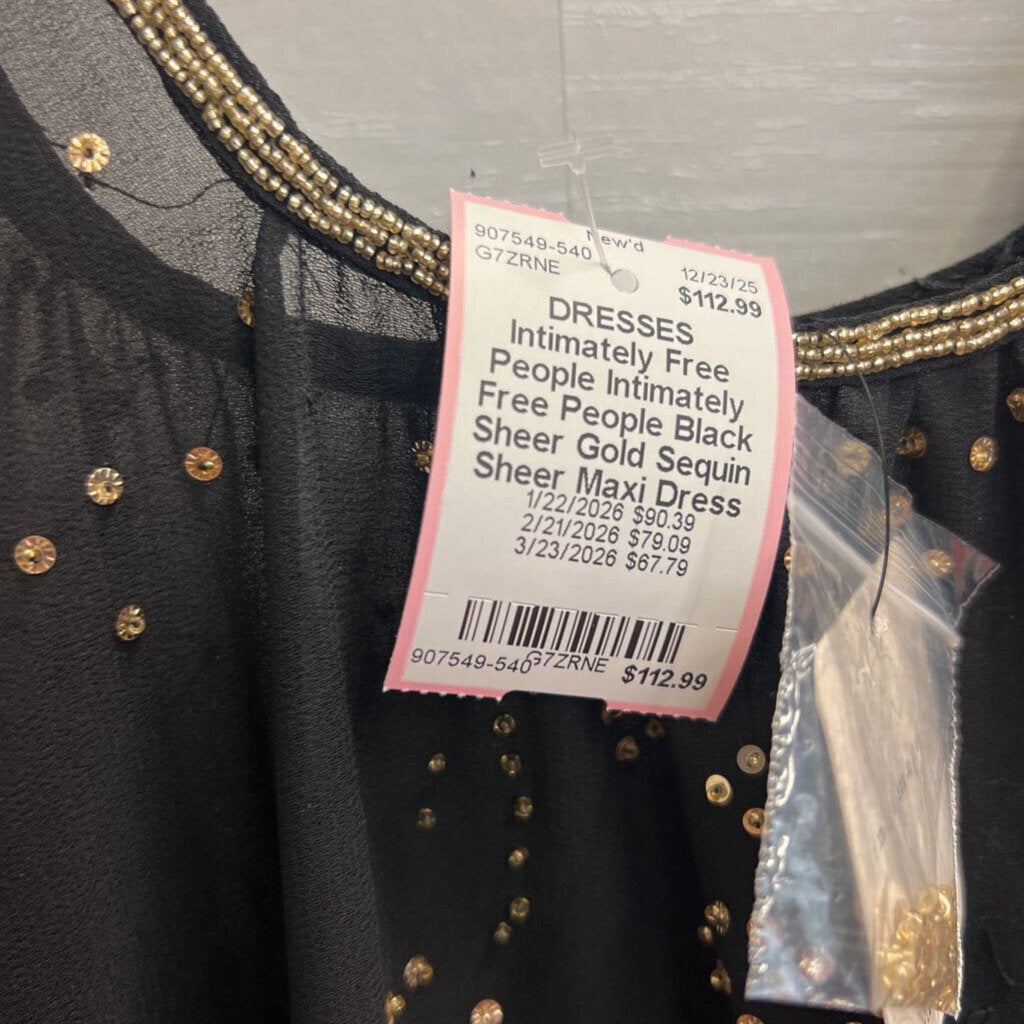 907549-540 New'd
G7ZRNE 12/23/25
$112.99
DRESSES
Intimately Free
People Intimately
Free People Black
Sheer Gold Sequin
Sheer Maxi Dress
1/22/2026 $90.39
2/21/2026 $79.09
3/23/2026 $67.79
907549-540 G7ZRNE $112.99